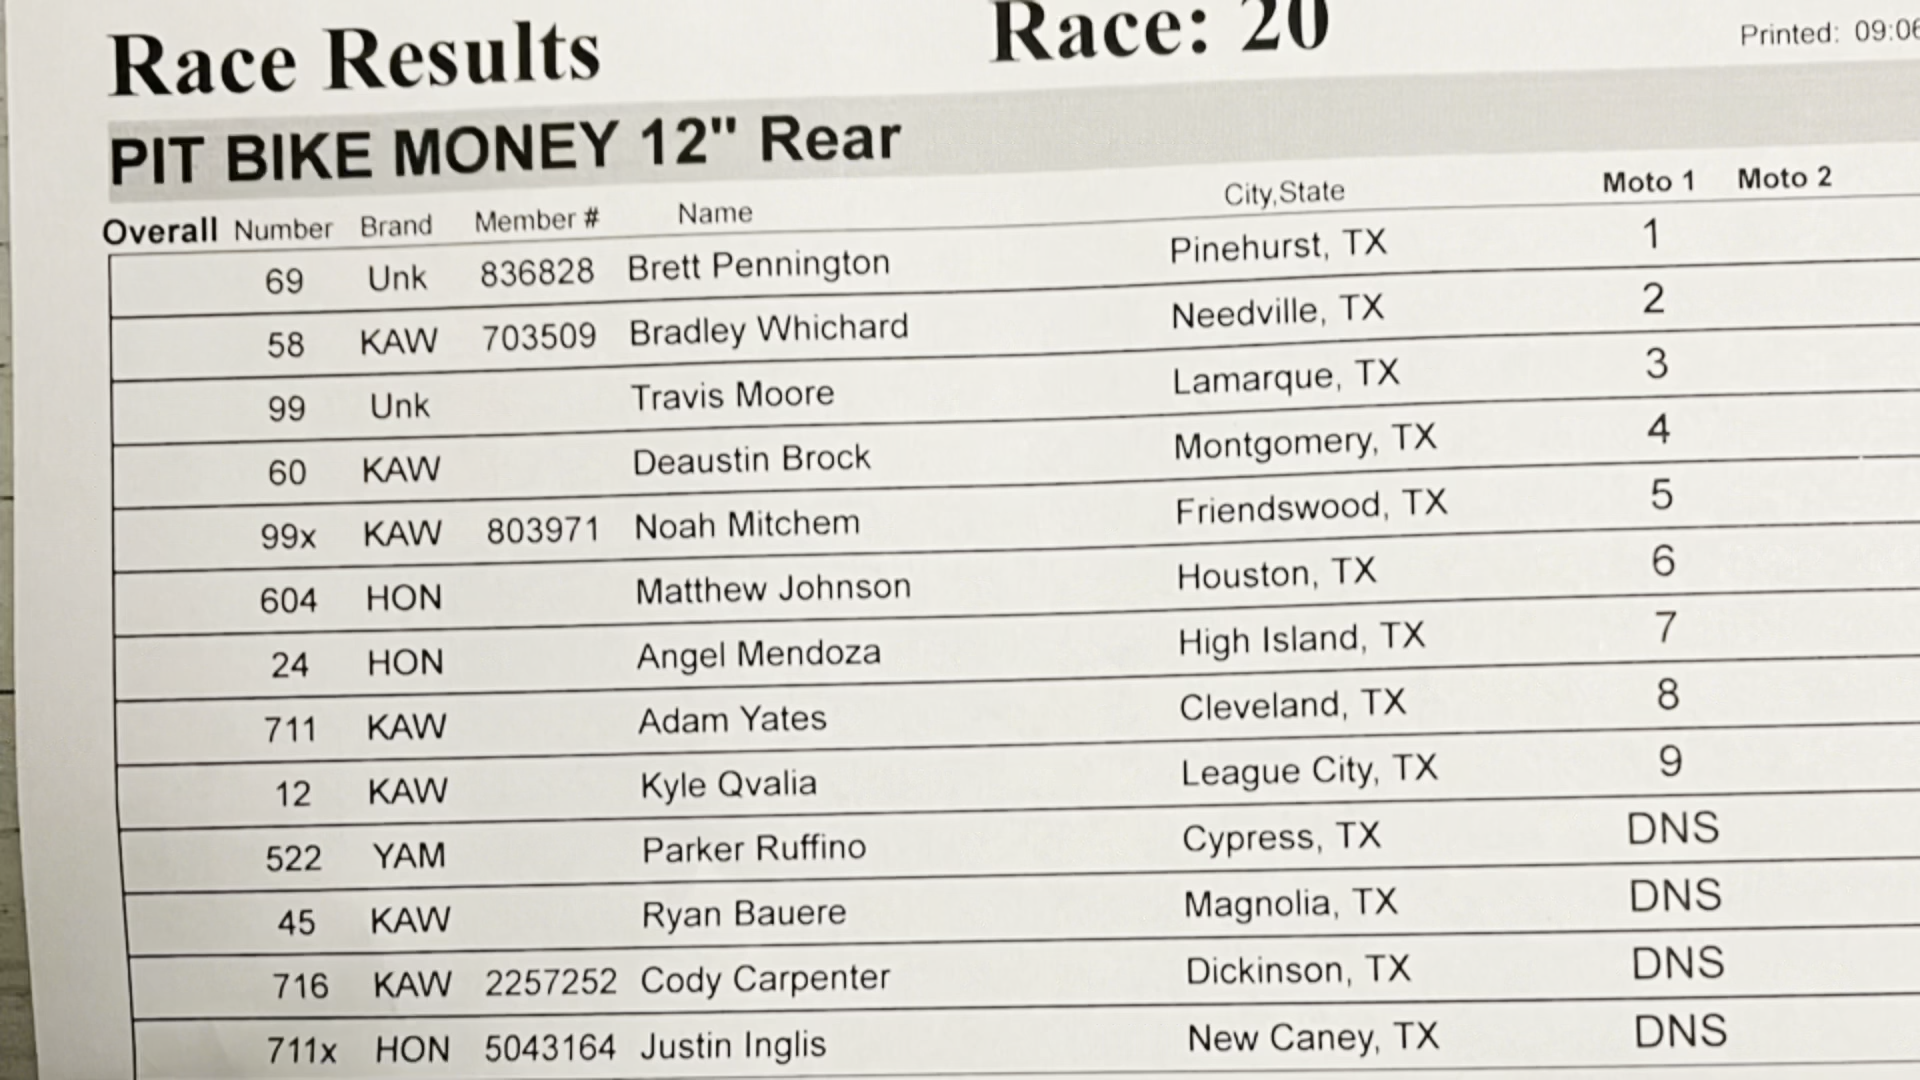 Race Results Race: 20 Printed: 09:06
PIT BIKE MONEY 12" Rear
Overall Number Brand Member # Name City,State Moto 1 Moto 2
69 Unk 836828 Brett Pennington Pinehurst, TX 1
58 KAW 703509 Bradley Whichard Needville, TX 2
99 Unk Travis Moore Lamarque, TX 3
60 KAW Deaustin Brock Montgomery, TX 4
99x KAW 803971 Noah Mitchem Friendswood, TX 5
604 HON Matthew Johnson Houston, TX 6
24 HON Angel Mendoza High Island, TX 7
711 KAW Adam Yates Cleveland, TX 8
12 KAW Kyle Qvalia League City, TX 9
522 YAM Parker Ruffino Cypress, TX DNS
45 KAW Ryan Bauere Magnolia, TX DNS
716 KAW 2257252 Cody Carpenter Dickinson, TX DNS
711x HON 5043164 Justin Inglis New Caney, TX DNS